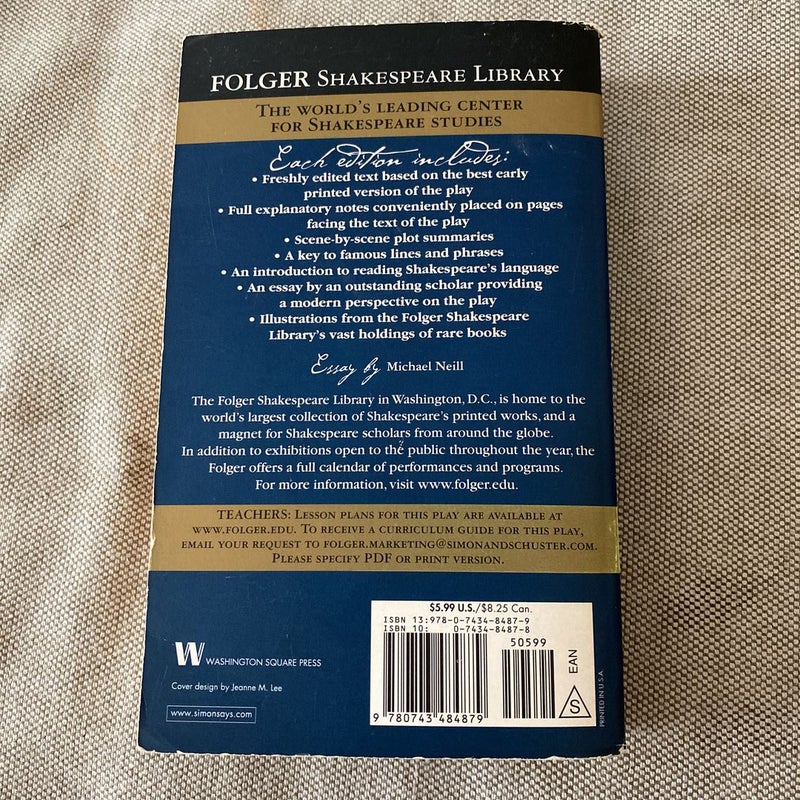 FOLGER SHAKESPEARE LIBRARY
THE WORLD'S LEADING CENTER
FOR SHAKESPEARE STUDIES
Each edition includes:
• Freshly edited text based on the best early
printed version of the play
• Full explanatory notes conveniently placed on pages
facing the text of the play
• Scene-by-scene plot summaries
• A key to famous lines and phrases
• An introduction to reading Shakespeare's language
• An essay by an outstanding scholar providing
a modern perspective on the play
• Illustrations from the Folger Shakespeare
Library's vast holdings of rare books
Essay by Michael Neill
The Folger Shakespeare Library in Washington, D.C., is home to the
world's largest collection of Shakespeare's printed works, and a
magnet for Shakespeare scholars from around the globe.
In addition to exhibitions open to the public throughout the year, the
Folger offers a full calendar of performances and programs.
For more information, visit www.folger.edu.
TEACHERS: LESSON PLANS FOR THIS PLAY ARE AVAILABLE AT
WWW.FOLGER.EDU. TO RECEIVE A CURRICULUM GUIDE FOR THIS PLAY,
EMAIL YOUR REQUEST TO FOLGER.MARKETING@SIMONANDSCHUSTER.COM.
PLEASE SPECIFY PDF OR PRINT VERSION.
$5.99 U.S./$8.25 Can.
ISBN 13: 978-0-7434-8487-9
ISBN 10: 0-7434-8487-8
50599
EAN
S
9 780743 484879
PRINTED IN U.S.A.
W WASHINGTON SQUARE PRESS
Cover design by Jeanne M. Lee
www.simonsays.com